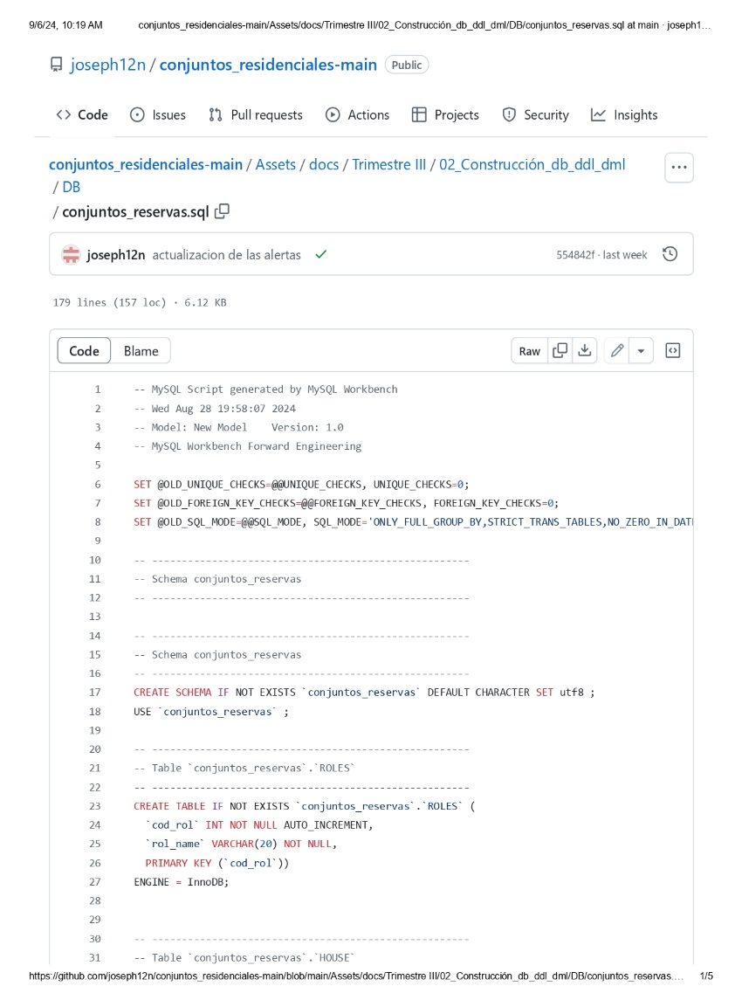 9/6/24, 10:19 AM conjuntos_residenciales-main/Assets/docs/Trimestre III/02_Construcción_db_ddl_dml/DB/conjuntos_reservas.sql at main · joseph1…
joseph12n / conjuntos_residenciales-main Public
Code Issues Pull requests Actions Projects Security Insights
conjuntos_residenciales-main / Assets / docs / Trimestre III / 02_Construcción_db_ddl_dml
/ DB
/ conjuntos_reservas.sql
joseph12n actualizacion de las alertas 554842f · last week
179 lines (157 loc) · 6.12 KB
Code Blame Raw
1 -- MySQL Script generated by MySQL Workbench
2 -- Wed Aug 28 19:58:07 2024
3 -- Model: New Model    Version: 1.0
4 -- MySQL Workbench Forward Engineering
5
6 SET @OLD_UNIQUE_CHECKS=@@UNIQUE_CHECKS, UNIQUE_CHECKS=0;
7 SET @OLD_FOREIGN_KEY_CHECKS=@@FOREIGN_KEY_CHECKS, FOREIGN_KEY_CHECKS=0;
8 SET @OLD_SQL_MODE=@@SQL_MODE, SQL_MODE='ONLY_FULL_GROUP_BY,STRICT_TRANS_TABLES,NO_ZERO_IN_DAT
9
10 -- -----------------------------------------------------
11 -- Schema conjuntos_reservas
12 -- -----------------------------------------------------
13
14 -- -----------------------------------------------------
15 -- Schema conjuntos_reservas
16 -- -----------------------------------------------------
17 CREATE SCHEMA IF NOT EXISTS `conjuntos_reservas` DEFAULT CHARACTER SET utf8 ;
18 USE `conjuntos_reservas` ;
19
20 -- -----------------------------------------------------
21 -- Table `conjuntos_reservas`.`ROLES`
22 -- -----------------------------------------------------
23 CREATE TABLE IF NOT EXISTS `conjuntos_reservas`.`ROLES` (
24   `cod_rol` INT NOT NULL AUTO_INCREMENT,
25   `rol_name` VARCHAR(20) NOT NULL,
26   PRIMARY KEY (`cod_rol`))
27 ENGINE = InnoDB;
28
29
30 -- -----------------------------------------------------
31 -- Table `conjuntos_reservas`.`HOUSE`
https://github.com/joseph12n/conjuntos_residenciales-main/blob/main/Assets/docs/Trimestre III/02_Construcción_db_ddl_dml/DB/conjuntos_reservas.… 1/5